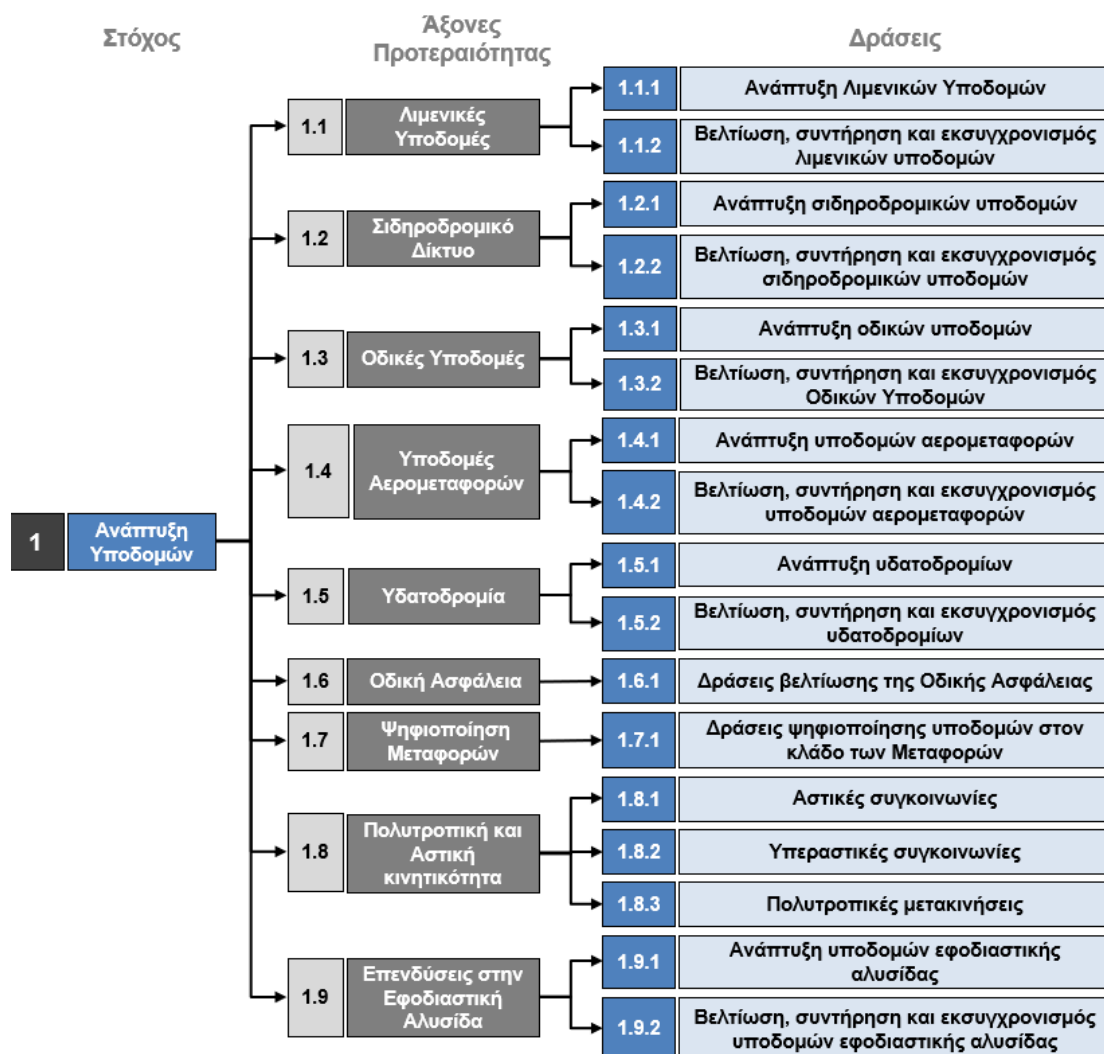 Στόχος
Άξονες
Προτεραιότητας
Δράσεις
1
Ανάπτυξη
Υποδομών
1.1
Λιμενικές
Υποδομές
1.1.1
Ανάπτυξη Λιμενικών Υποδομών
1.1.2
Βελτίωση, συντήρηση και εκσυγχρονισμός
λιμενικών υποδομών
1.2
Σιδηροδρομικό
Δίκτυο
1.2.1
Ανάπτυξη σιδηροδρομικών υποδομών
1.2.2
Βελτίωση, συντήρηση και εκσυγχρονισμός
σιδηροδρομικών υποδομών
1.3
Οδικές Υποδομές
1.3.1
Ανάπτυξη οδικών υποδομών
1.3.2
Βελτίωση, συντήρηση και εκσυγχρονισμός
Οδικών Υποδομών
1.4
Υποδομές
Αερομεταφορών
1.4.1
Ανάπτυξη υποδομών αερομεταφορών
1.4.2
Βελτίωση, συντήρηση και εκσυγχρονισμός
υποδομών αερομεταφορών
1.5
Υδατοδρομία
1.5.1
Ανάπτυξη υδατοδρομίων
1.5.2
Βελτίωση, συντήρηση και εκσυγχρονισμός
υδατοδρομίων
1.6
Οδική Ασφάλεια
1.6.1
Δράσεις βελτίωσης της Οδικής Ασφάλειας
1.7
Ψηφιοποίηση
Μεταφορών
1.7.1
Δράσεις ψηφιοποίησης υποδομών στον
κλάδο των Μεταφορών
1.8
Πολυτροπική και
Αστική
κινητικότητα
1.8.1
Αστικές συγκοινωνίες
1.8.2
Υπεραστικές συγκοινωνίες
1.8.3
Πολυτροπικές μετακινήσεις
1.9
Επενδύσεις στην
Εφοδιαστική
Αλυσίδα
1.9.1
Ανάπτυξη υποδομών εφοδιαστικής
αλυσίδας
1.9.2
Βελτίωση, συντήρηση και εκσυγχρονισμός
υποδομών εφοδιαστικής αλυσίδας